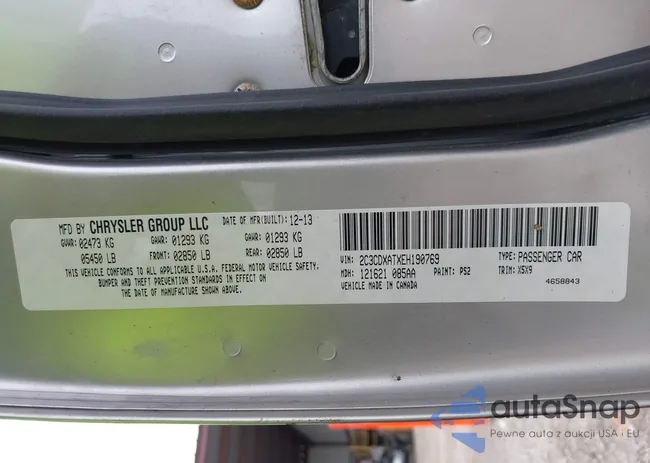 MFD BY CHRYSLER GROUP LLC DATE OF MFR(BUILT): 12-13
GVWR: 02473 KG GAWR: 01293 KG GAWR: 01293 KG
05450 LB FRONT: 02850 LB REAR: 02850 LB
THIS VEHICLE CONFORMS TO ALL APPLICABLE U.S.A. FEDERAL MOTOR VEHICLE SAFETY,
BUMPER AND THEFT PREVENTION STANDARDS IN EFFECT ON
THE DATE OF MANUFACTURE SHOWN ABOVE.
VIN: 2C3CDXATXEH190769 TYPE: PASSENGER CAR
MDH: 121621 085AA PAINT: PS2 TRIM: X5X9
VEHICLE MADE IN CANADA 4658843
autoSnap
Pewne auta z aukcji USA i EU